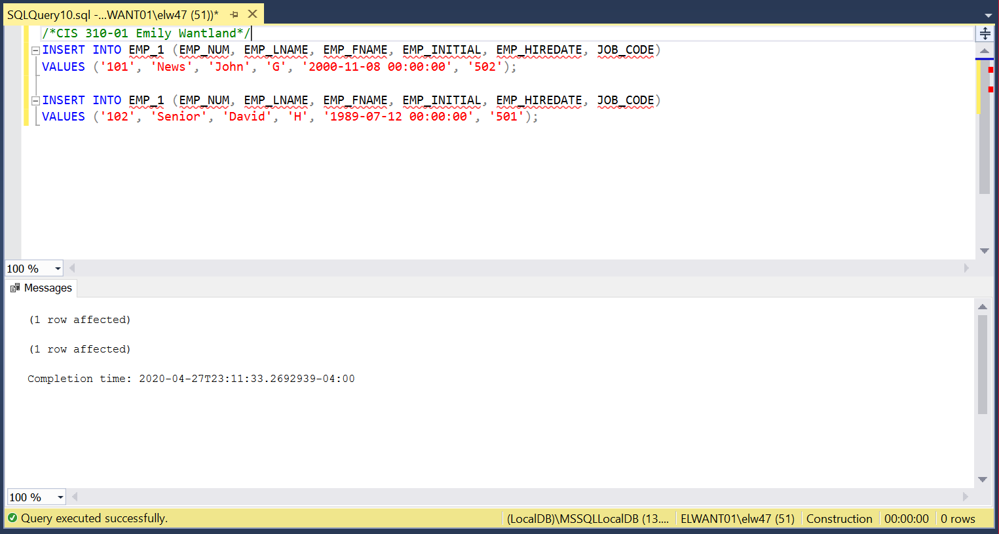 SQLQuery10.sql -...WANT01\elw47 (51))*
/*CIS 310-01 Emily Wantland*/
INSERT INTO EMP_1 (EMP_NUM, EMP_LNAME, EMP_FNAME, EMP_INITIAL, EMP_HIREDATE, JOB_CODE)
VALUES ('101', 'News', 'John', 'G', '2000-11-08 00:00:00', '502');
INSERT INTO EMP_1 (EMP_NUM, EMP_LNAME, EMP_FNAME, EMP_INITIAL, EMP_HIREDATE, JOB_CODE)
VALUES ('102', 'Senior', 'David', 'H', '1989-07-12 00:00:00', '501');
100 %
Messages
(1 row affected)
(1 row affected)
Completion time: 2020-04-27T23:11:33.2692939-04:00
100 %
Query executed successfully. (LocalDB)\MSSQLLocalDB (13.... ELWANT01\elw47 (51) Construction 00:00:00 0 rows